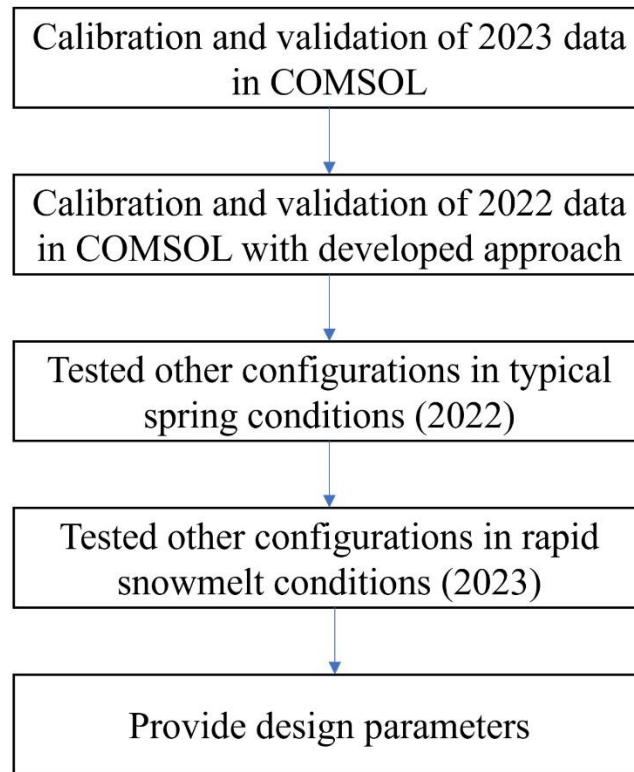 Calibration and validation of 2023 data
in COMSOL
Calibration and validation of 2022 data
in COMSOL with developed approach
Tested other configurations in typical
spring conditions (2022)
Tested other configurations in rapid
snowmelt conditions (2023)
Provide design parameters